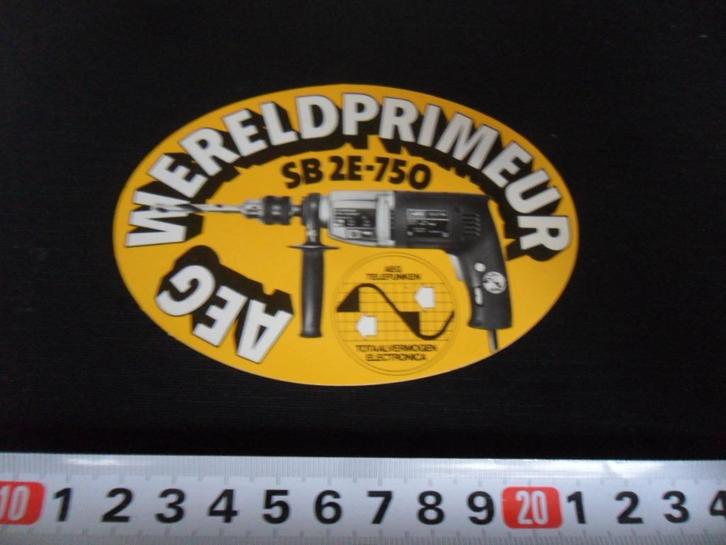 WERELDPRIMEUR
SB 2E-750
AEG
AEG
TELEFUNKEN
TOTAALVERMOGEN
ELECTRONICA
10 1 2 3 4 5 6 7 8 9 20 1 2 3 4